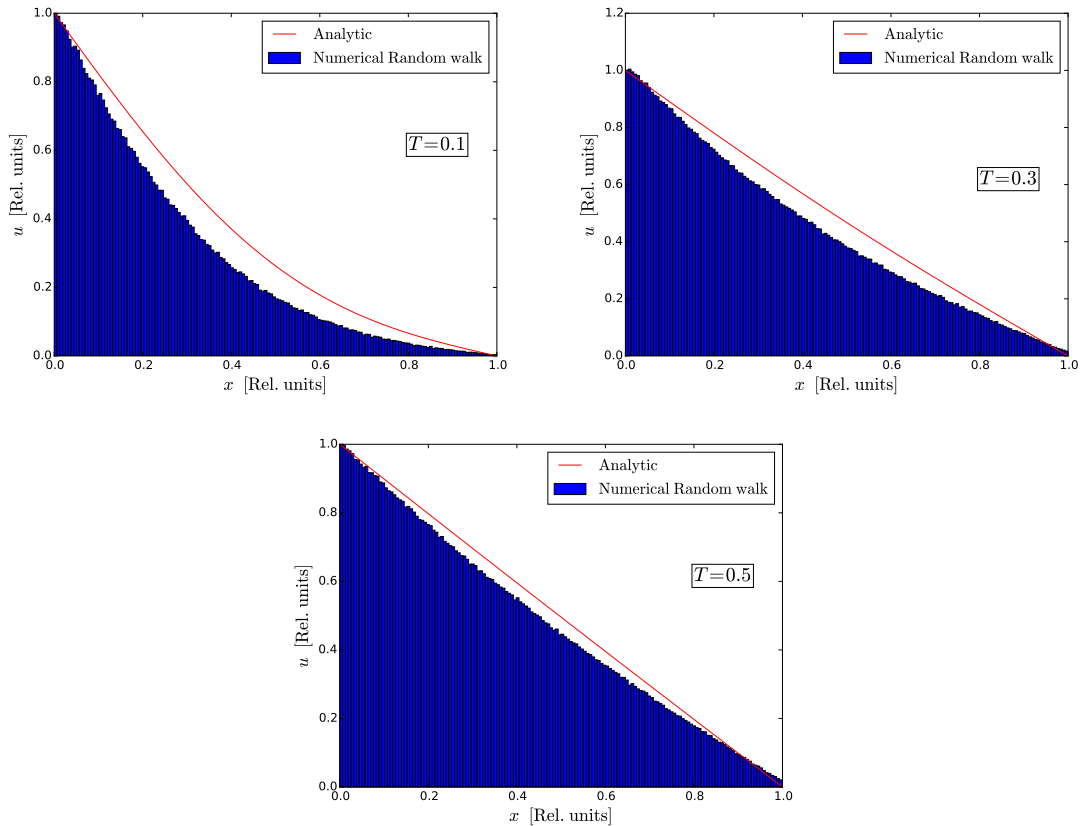 Analytic
Numerical Random walk
T=0.1
u [Rel. units]
1.0
0.8
0.6
0.4
0.2
0.0
0.0 0.2 0.4 0.6 0.8 1.0
x [Rel. units]
Analytic
Numerical Random walk
T=0.3
u [Rel. units]
1.2
1.0
0.8
0.6
0.4
0.2
0.0
0.0 0.2 0.4 0.6 0.8 1.0
x [Rel. units]
Analytic
Numerical Random walk
T=0.5
u [Rel. units]
1.0
0.8
0.6
0.4
0.2
0.0
0.0 0.2 0.4 0.6 0.8 1.0
x [Rel. units]